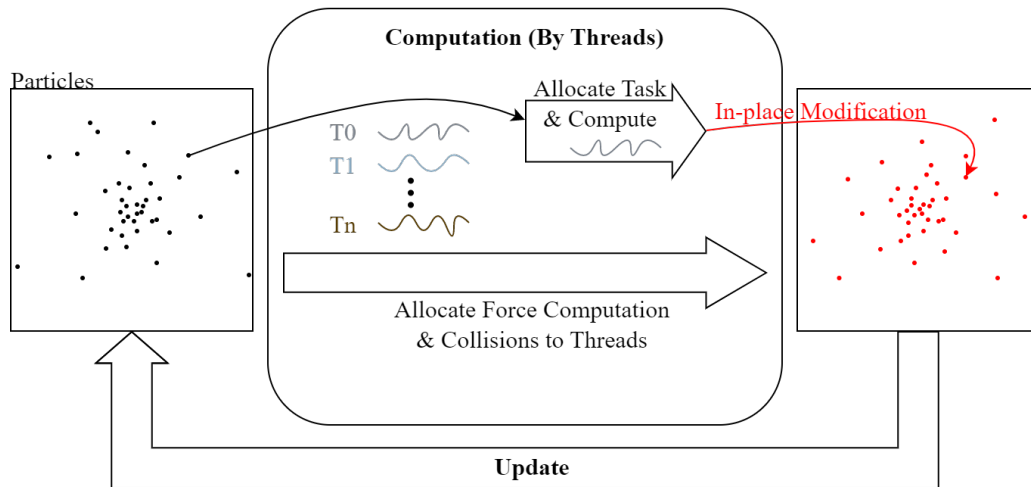 Computation (By Threads)
Particles
Allocate Task
& Compute
In-place Modification
T0
T1
Tn
Allocate Force Computation
& Collisions to Threads
Update